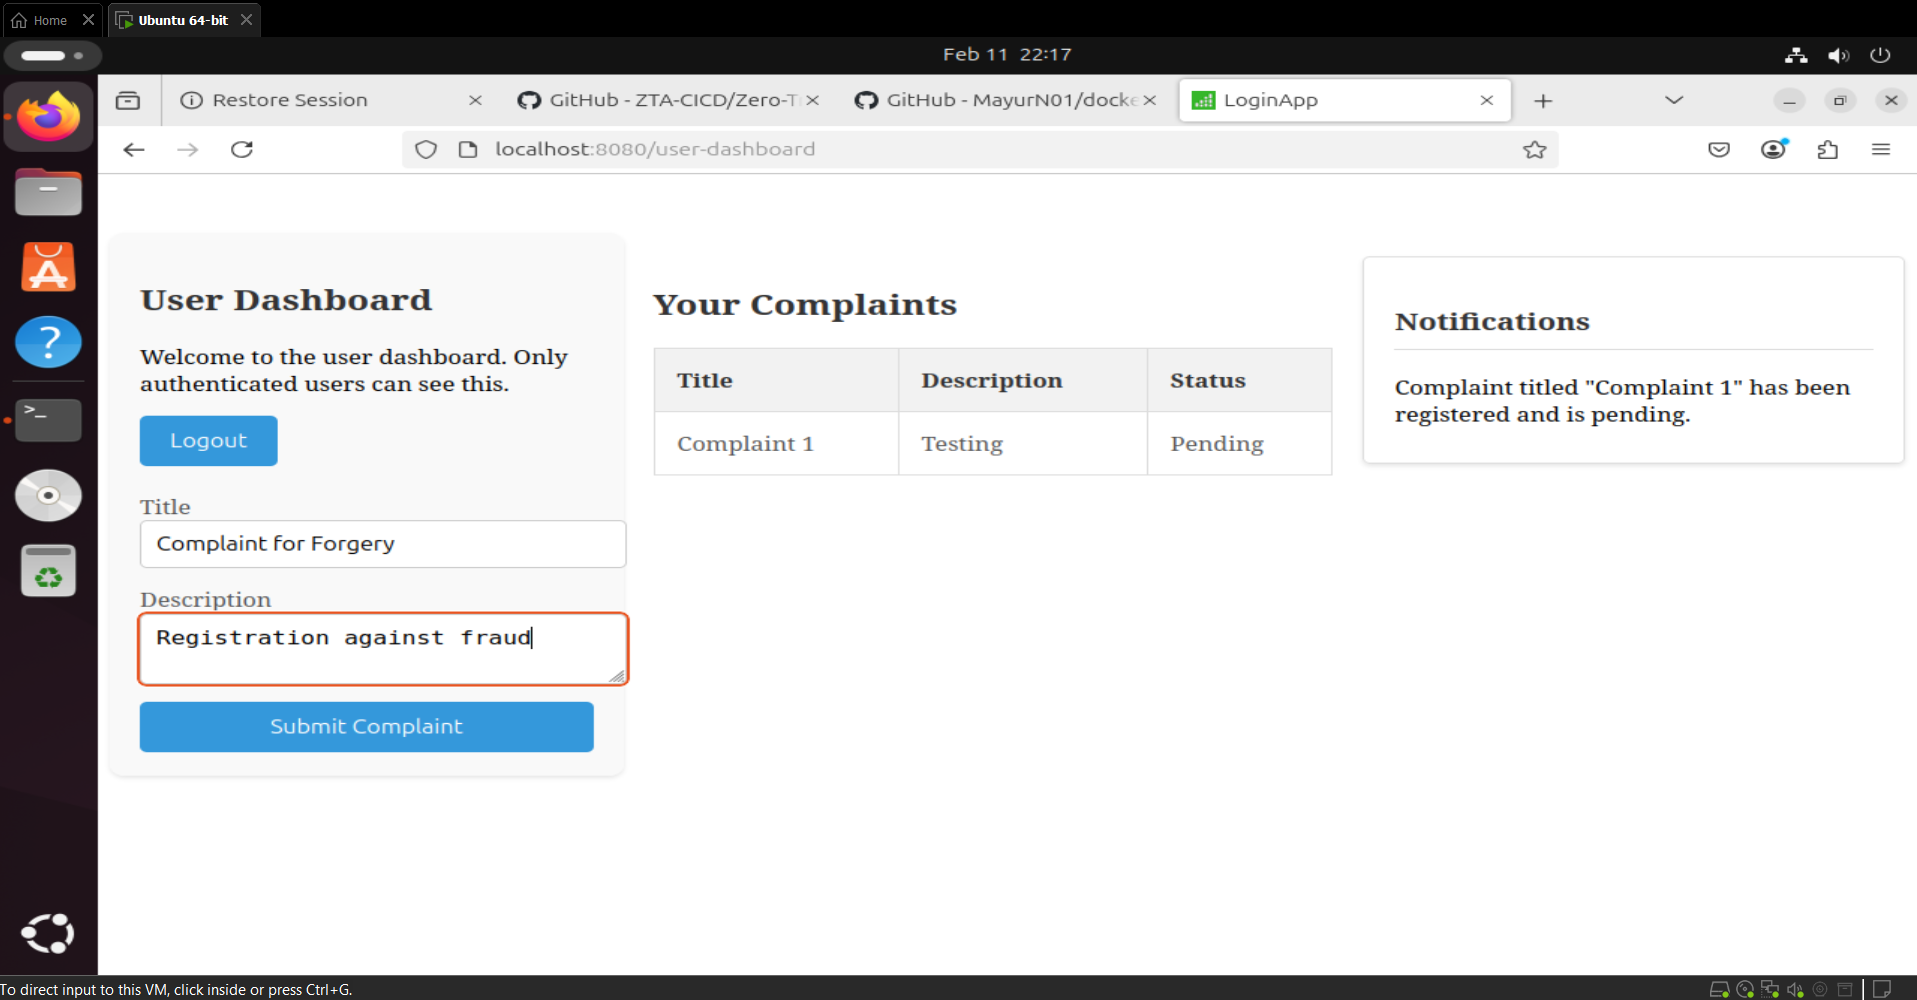 Home
Ubuntu 64-bit
Feb 11 22:17
Restore Session
GitHub - ZTA-CICD/Zero-Tr
GitHub - MayurN01/docke
LoginApp
localhost:8080/user-dashboard
User Dashboard
Welcome to the user dashboard. Only
authenticated users can see this.
Logout
Title
Complaint for Forgery
Description
Registration against fraud
Submit Complaint
Your Complaints
Title Description Status
Complaint 1 Testing Pending
Notifications
Complaint titled "Complaint 1" has been
registered and is pending.
To direct input to this VM, click inside or press Ctrl+G.